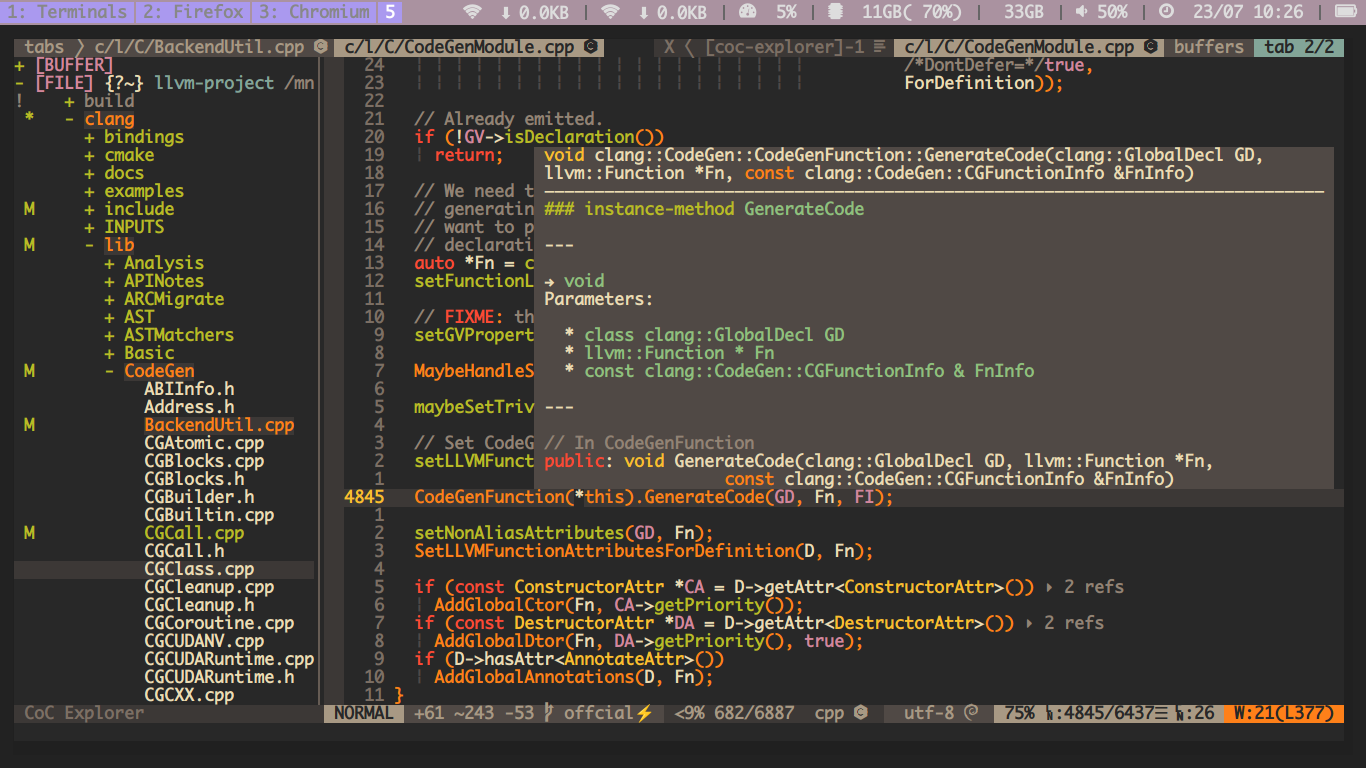 1: Terminals 2: Firefox 3: Chromium 5 0.0KB | 0.0KB | 5% | 11GB( 70%) | 33GB | 50% | 23/07 10:26 |
tabs c/l/C/BackendUtil.cpp c/l/C/CodeGenModule.cpp X [coc-explorer]-1 c/l/C/CodeGenModule.cpp buffers tab 2/2
+ [BUFFER]
- [FILE] {?~} llvm-project /mn
! + build
* - clang
+ bindings
+ cmake
+ docs
+ examples
M + include
+ INPUTS
M - lib
+ Analysis
+ APINotes
+ ARCMigrate
+ AST
+ ASTMatchers
+ Basic
M - CodeGen
ABIInfo.h
Address.h
M BackendUtil.cpp
CGAtomic.cpp
CGBlocks.cpp
CGBlocks.h
CGBuilder.h
CGBuiltin.cpp
M CGCall.cpp
CGCall.h
CGClass.cpp
CGCleanup.cpp
CGCleanup.h
CGCoroutine.cpp
CGCUDANV.cpp
CGCUDARuntime.cpp
CGCUDARuntime.h
CGCXX.cpp
CoC Explorer
24 /*DontDefer=*/true,
23 ForDefinition));
22
21 // Already emitted.
20 if (!GV->isDeclaration())
19 return;
18
17 // We need t
16 // generatin
15 // want to p
14 // declarati
13 auto *Fn = c
12 setFunctionL
11
10 // FIXME: th
9 setGVPropert
8
7 MaybeHandleS
6
5 maybeSetTriv
4
3 // Set CodeG
2 setLLVMFunct
1
4845 CodeGenFunction(*this).GenerateCode(GD, Fn, FI);
1
2 setNonAliasAttributes(GD, Fn);
3 SetLLVMFunctionAttributesForDefinition(D, Fn);
4
5 if (const ConstructorAttr *CA = D->getAttr<ConstructorAttr>()) 2 refs
6 AddGlobalCtor(Fn, CA->getPriority());
7 if (const DestructorAttr *DA = D->getAttr<DestructorAttr>()) 2 refs
8 AddGlobalDtor(Fn, DA->getPriority(), true);
9 if (D->hasAttr<AnnotateAttr>())
10 AddGlobalAnnotations(D, Fn);
11 }
void clang::CodeGen::CodeGenFunction::GenerateCode(clang::GlobalDecl GD,
llvm::Function *Fn, const clang::CodeGen::CGFunctionInfo &FnInfo)
### instance-method GenerateCode
---
→ void
Parameters:
* class clang::GlobalDecl GD
* llvm::Function * Fn
* const clang::CodeGen::CGFunctionInfo & FnInfo
---
// In CodeGenFunction
public: void GenerateCode(clang::GlobalDecl GD, llvm::Function *Fn,
const clang::CodeGen::CGFunctionInfo &FnInfo)
NORMAL +61 ~243 -53 offcial⚡ <9% 682/6887 cpp utf-8 75% :4845/6437☰ :26 W:21(L377)